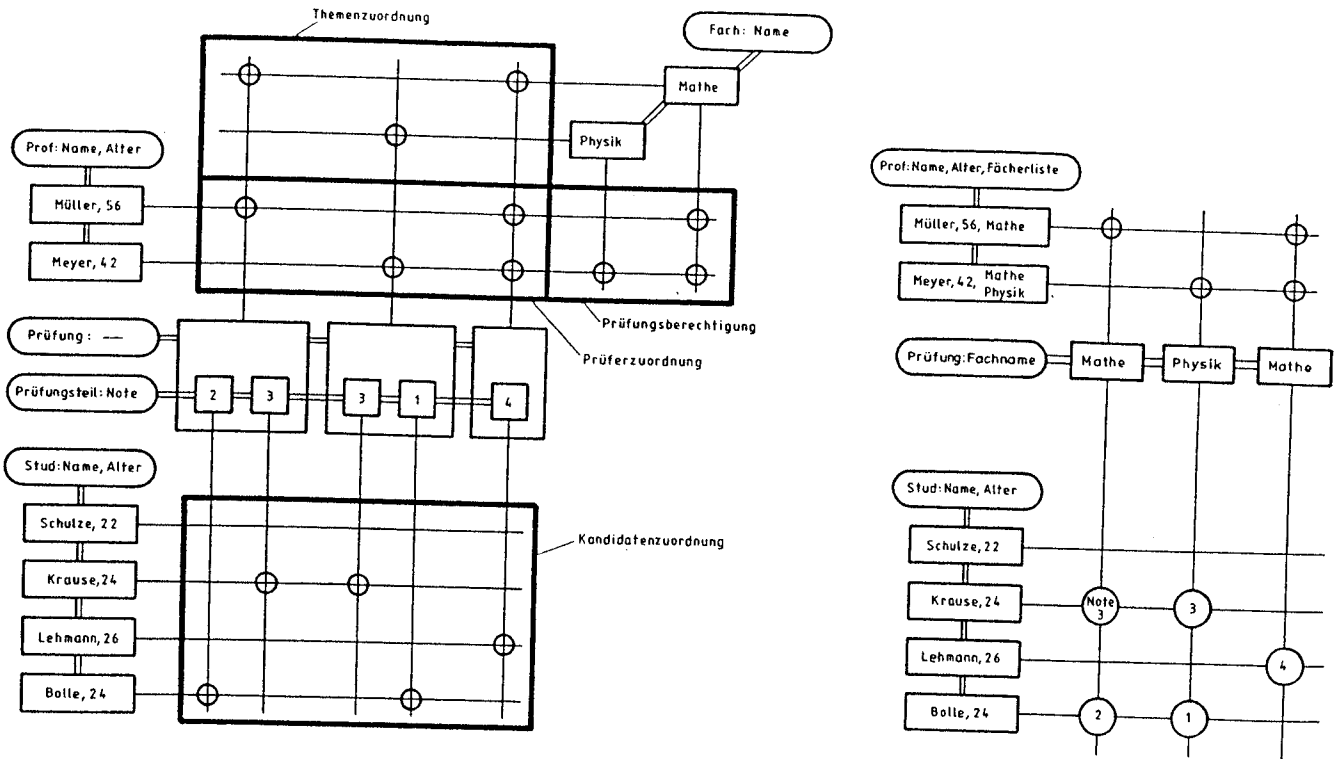 Themenzuordnung
Fach: Name
Mathe
Physik
Prof: Name, Alter
Müller, 56
Meyer, 42
Prüfungsberechtigung
Prüferzuordnung
Prüfung: —
Prüfungsteil: Note
2
3
3
1
4
Stud: Name, Alter
Schulze, 22
Krause, 24
Lehmann, 26
Bolle, 24
Kandidatenzuordnung
Prof: Name, Alter, Fächerliste
Müller, 56, Mathe
Meyer, 42, Mathe
Physik
Prüfung: Fachname
Mathe
Physik
Mathe
Stud: Name, Alter
Schulze, 22
Krause, 24
Note
3
3
Lehmann, 26
4
Bolle, 24
2
1